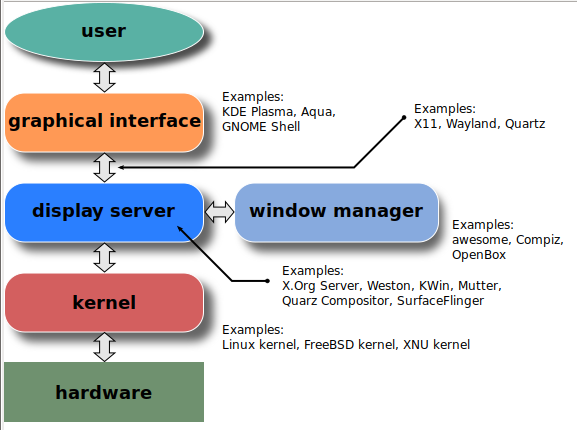 user
graphical interface
Examples:
KDE Plasma, Aqua,
GNOME Shell
Examples:
X11, Wayland, Quartz
display server
window manager
Examples:
awesome, Compiz,
OpenBox
Examples:
X.Org Server, Weston, KWin, Mutter,
Quarz Compositor, SurfaceFlinger
kernel
Examples:
Linux kernel, FreeBSD kernel, XNU kernel
hardware